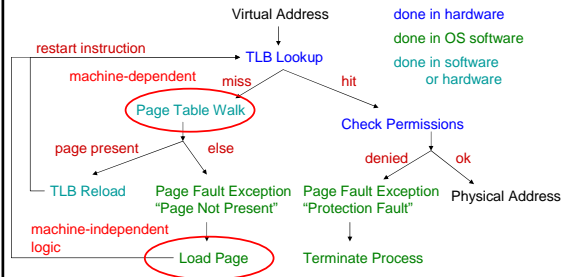 Virtual Address
done in hardware
done in OS software
done in software
or hardware
restart instruction
TLB Lookup
machine-dependent
miss
hit
Page Table Walk
Check Permissions
page present
else
denied
ok
TLB Reload
Page Fault Exception
“Page Not Present”
Page Fault Exception
“Protection Fault”
Physical Address
machine-independent
logic
Load Page
Terminate Process